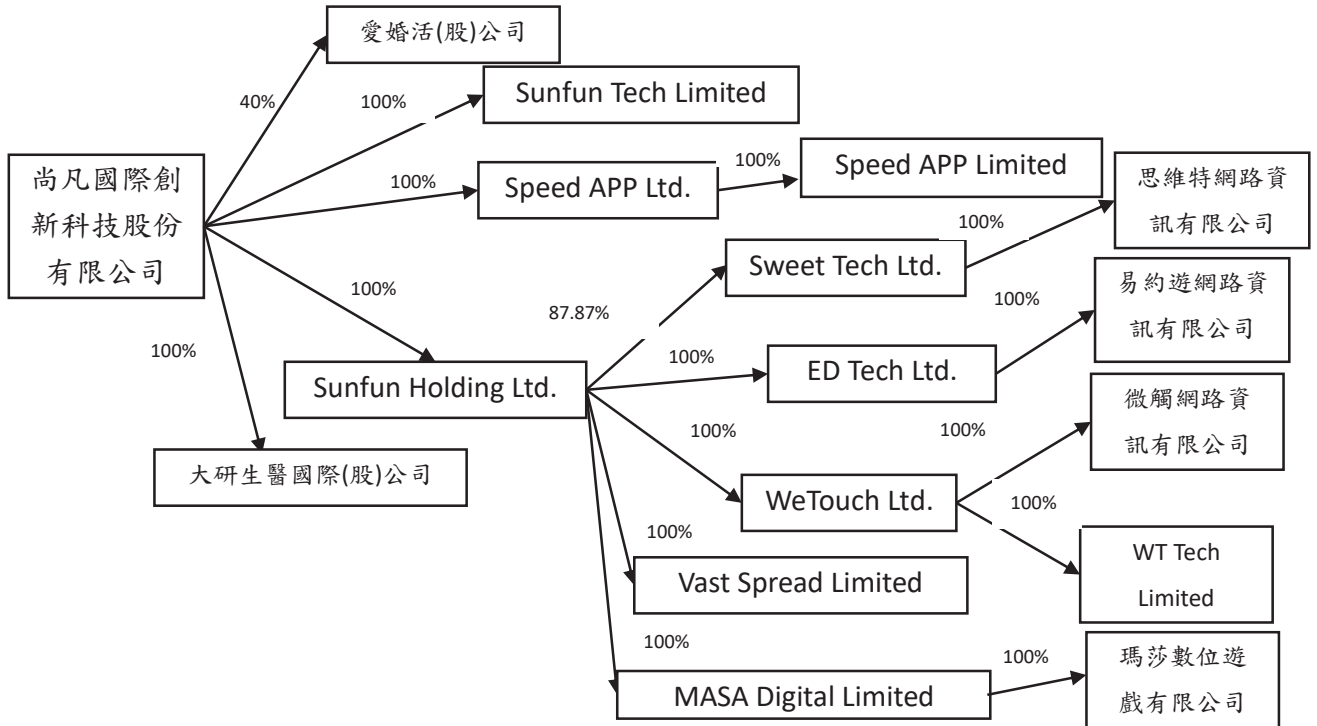 愛婚活(股)公司
40%
100%
Sunfun Tech Limited
尚凡國際創
新科技股份
有限公司
100%
Speed APP Ltd.
100%
Speed APP Limited
思維特網路資
訊有限公司
100%
Sweet Tech Ltd.
100%
87.87%
易約遊網路資
訊有限公司
100%
100%
ED Tech Ltd.
100%
Sunfun Holding Ltd.
微觸網路資
訊有限公司
100%
100%
大研生醫國際(股)公司
WeTouch Ltd.
100%
100%
Vast Spread Limited
WT Tech
Limited
100%
MASA Digital Limited
100%
瑪莎數位遊
戲有限公司